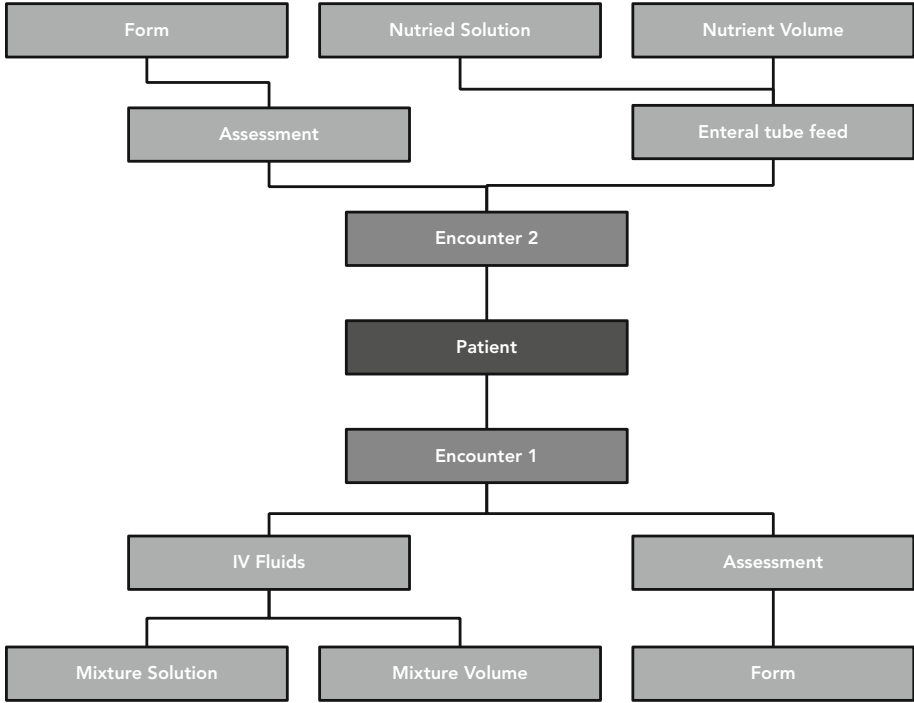 Form
Nutried Solution
Nutrient Volume
Assessment
Enteral tube feed
Encounter 2
Patient
Encounter 1
IV Fluids
Assessment
Mixture Solution
Mixture Volume
Form